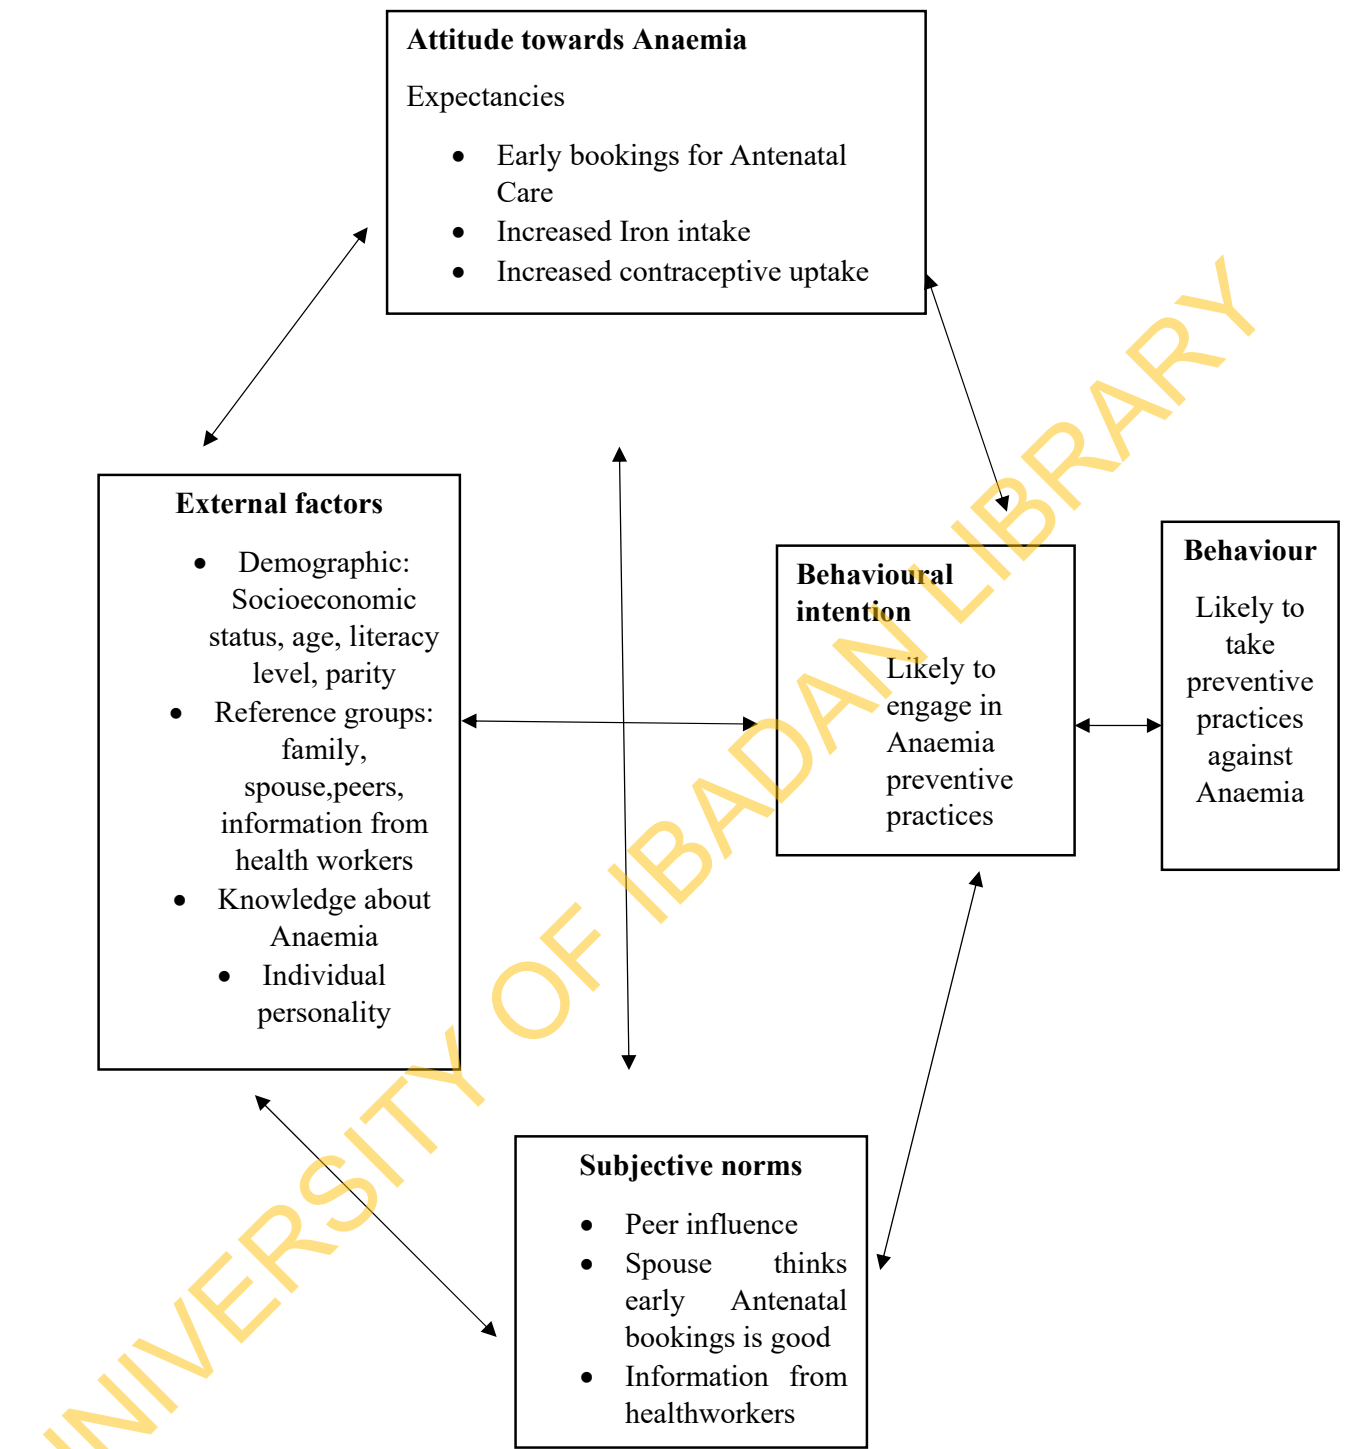 Attitude towards Anaemia
Expectancies
• Early bookings for Antenatal
Care
• Increased Iron intake
• Increased contraceptive uptake
External factors
• Demographic:
Socioeconomic
status, age, literacy
level, parity
• Reference groups:
family,
spouse,peers,
information from
health workers
• Knowledge about
Anaemia
• Individual
personality
Behavioural
intention
Likely to
engage in
Anaemia
preventive
practices
Behaviour
Likely to
take
preventive
practices
against
Anaemia
Subjective norms
• Peer influence
• Spouse thinks
early Antenatal
bookings is good
• Information from
healthworkers
UNIVERSITY OF IBADAN LIBRARY